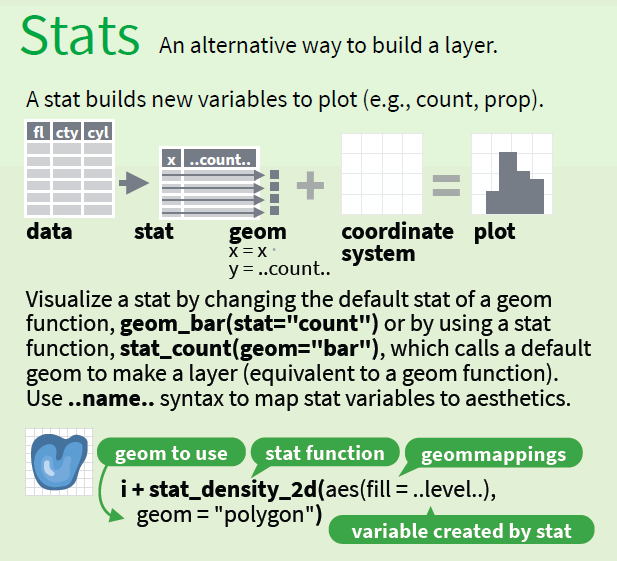 Stats An alternative way to build a layer.
A stat builds new variables to plot (e.g., count, prop).
fl cty cyl
x ..count..
+ =
data stat geom coordinate system plot
x = x
y = ..count..
Visualize a stat by changing the default stat of a geom
function, geom_bar(stat="count") or by using a stat
function, stat_count(geom="bar"), which calls a default
geom to make a layer (equivalent to a geom function).
Use ..name.. syntax to map stat variables to aesthetics.
geom to use stat function geommappings
i + stat_density_2d(aes(fill = ..level..),
geom = "polygon")
variable created by stat